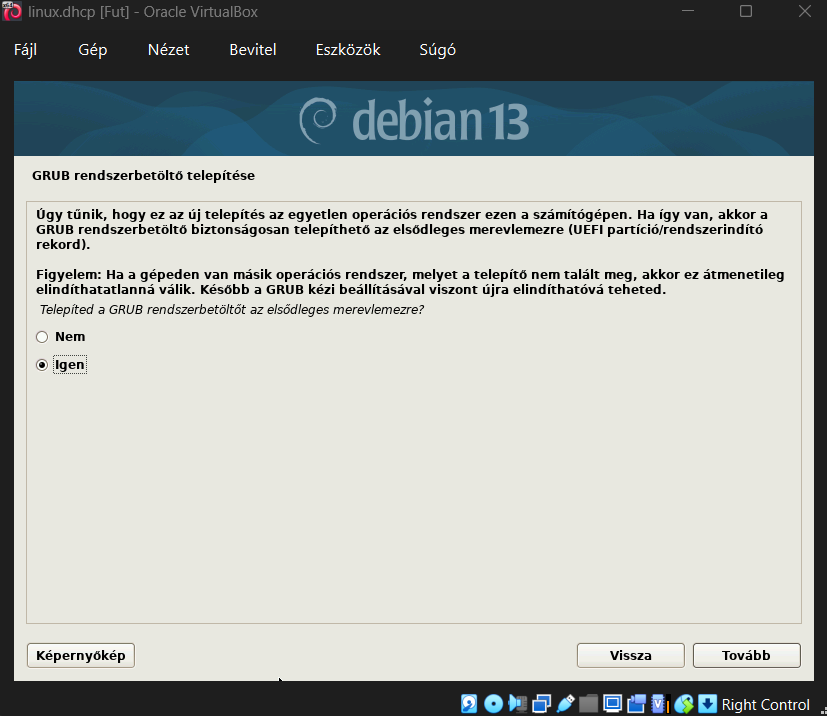 linux.dhcp [Fut] - Oracle VirtualBox
Fájl Gép Nézet Bevitel Eszközök Súgó
debian 13
GRUB rendszerbetöltő telepítése
Úgy tűnik, hogy ez az új telepítés az egyetlen operációs rendszer ezen a számítógépen. Ha így van, akkor a
GRUB rendszerbetöltő biztonságosan telepíthető az elsődleges merevlemezre (UEFI partíció/rendszerindító
rekord).
Figyelem: Ha a gépeden van másik operációs rendszer, melyet a telepítő nem talált meg, akkor ez átmenetileg
elindíthatatlanná válik. Később a GRUB kézi beállításával viszont újra elindíthatóvá teheted.
Telepíted a GRUB rendszerbetöltőt az elsődleges merevlemezre?
Nem
Igen
Képernyőkép Vissza Tovább
Right Control